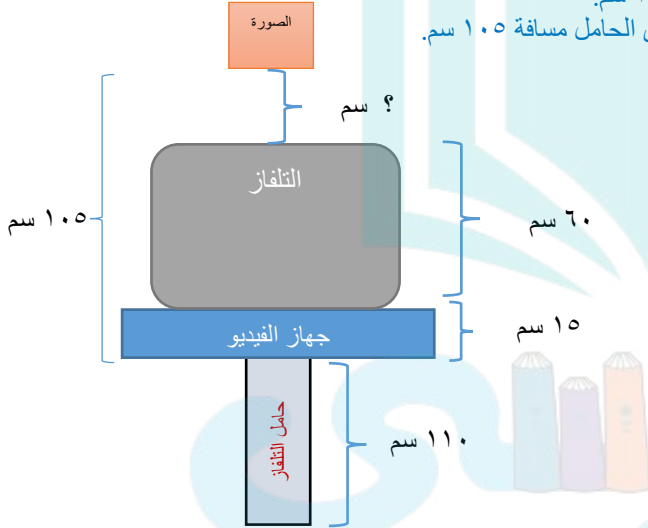 سم.
الحامل مسافة ١٠٥ سم.
الصورة
؟ سم
التلفاز
١٠٥ سم
٦٠ سم
جهاز الفيديو
١٥ سم
حامل التلفاز
١١٠ سم